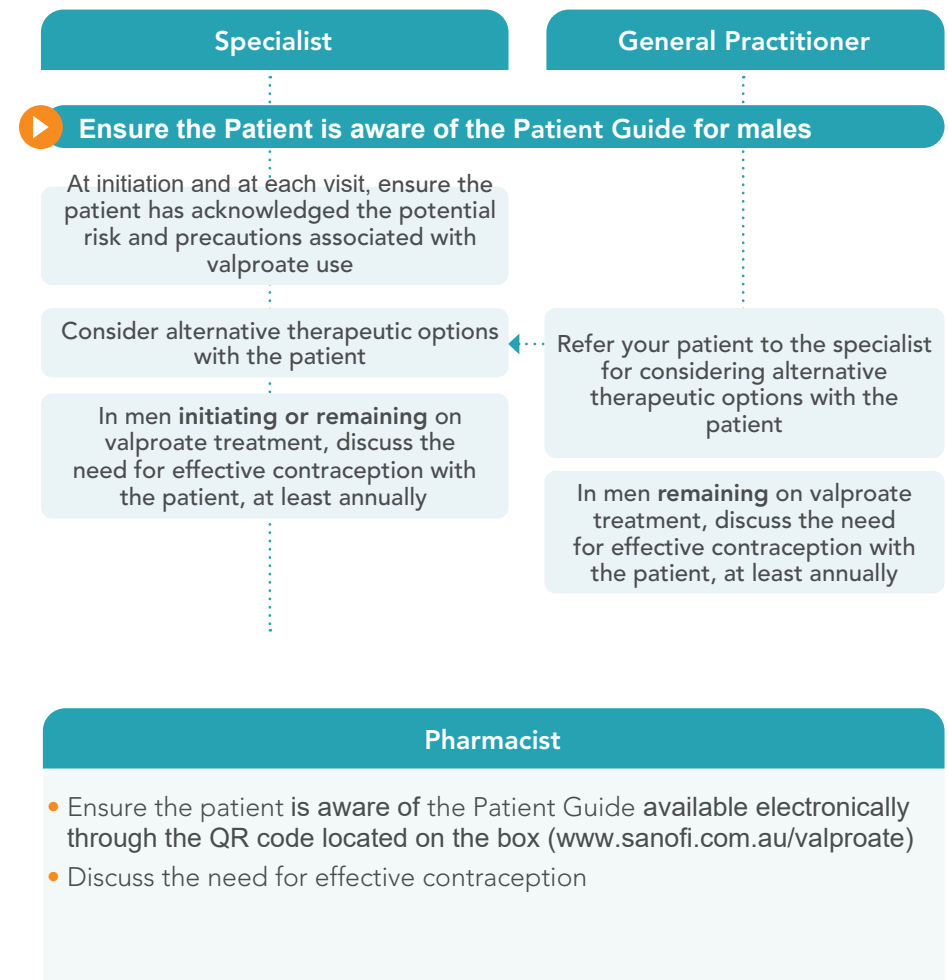 Specialist
General Practitioner
Ensure the Patient is aware of the Patient Guide for males
At initiation and at each visit, ensure the
patient has acknowledged the potential
risk and precautions associated with
valproate use
Consider alternative therapeutic options
with the patient
In men initiating or remaining on
valproate treatment, discuss the
need for effective contraception with
the patient, at least annually
Refer your patient to the specialist
for considering alternative
therapeutic options with the
patient
In men remaining on valproate
treatment, discuss the need
for effective contraception with
the patient, at least annually
Pharmacist
• Ensure the patient is aware of the Patient Guide available electronically
through the QR code located on the box (www.sanofi.com.au/valproate)
• Discuss the need for effective contraception